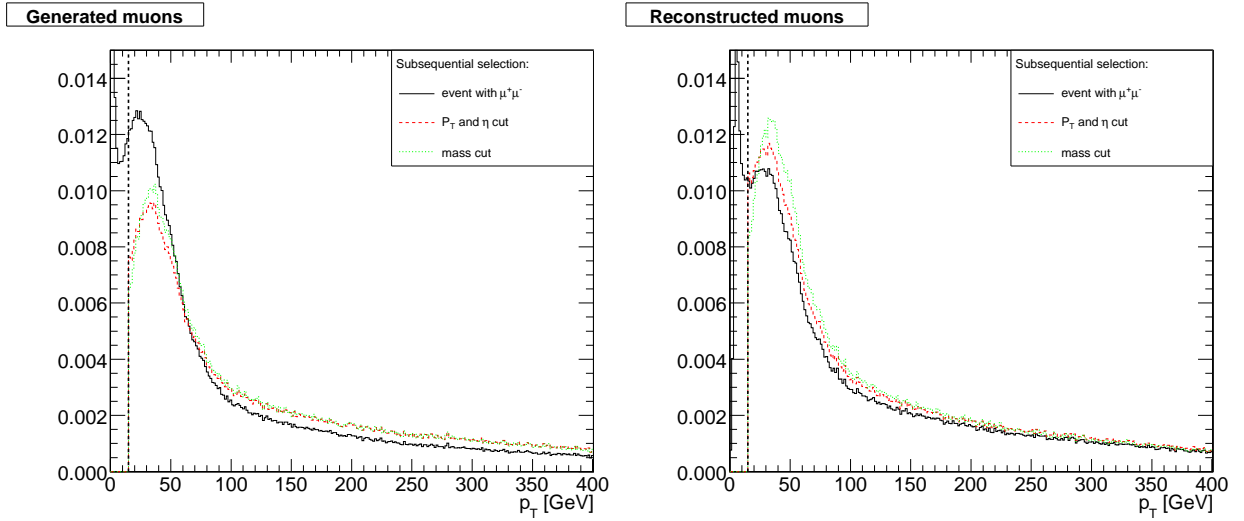 Generated muons
Subsequential selection:
event with μ⁺μ⁻
P_T and η cut
mass cut
0.014
0.012
0.010
0.008
0.006
0.004
0.002
0.000
0 50 100 150 200 250 300 350 400
p_T [GeV]
Reconstructed muons
Subsequential selection:
event with μ⁺μ⁻
P_T and η cut
mass cut
0.014
0.012
0.010
0.008
0.006
0.004
0.002
0.000
0 50 100 150 200 250 300 350 400
p_T [GeV]